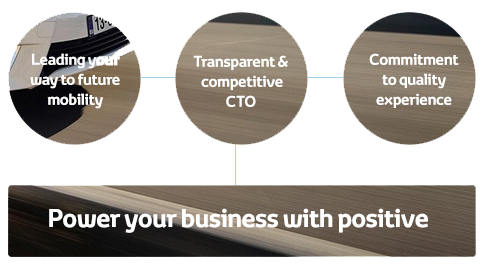 Leading your
way to future
mobility
Transparent &
competitive
CTO
Commitment
to quality
experience
Power your business with positive